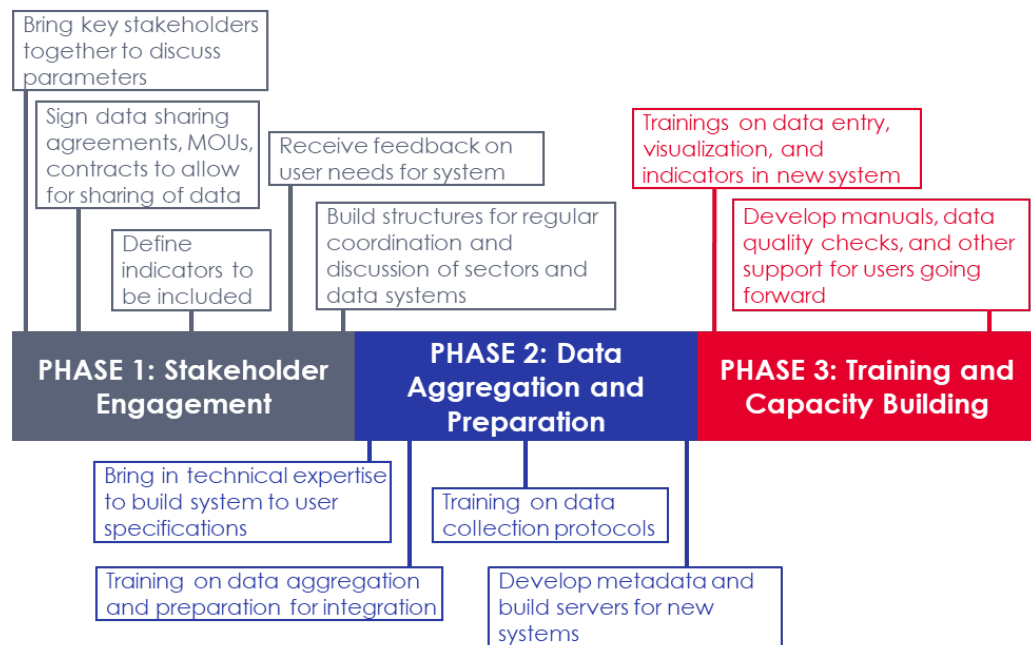 Bring key stakeholders
together to discuss
parameters
Sign data sharing
agreements, MOUs,
contracts to allow
for sharing of data
Define
indicators to
be included
Receive feedback on
user needs for system
Build structures for regular
coordination and
discussion of sectors and
data systems
Trainings on data entry,
visualization, and
indicators in new system
Develop manuals, data
quality checks, and other
support for users going
forward
PHASE 1: Stakeholder
Engagement
PHASE 2: Data
Aggregation and
Preparation
PHASE 3: Training and
Capacity Building
Bring in technical expertise
to build system to user
specifications
Training on data aggregation
and preparation for integration
Training on data
collection protocols
Develop metadata and
build servers for new
systems